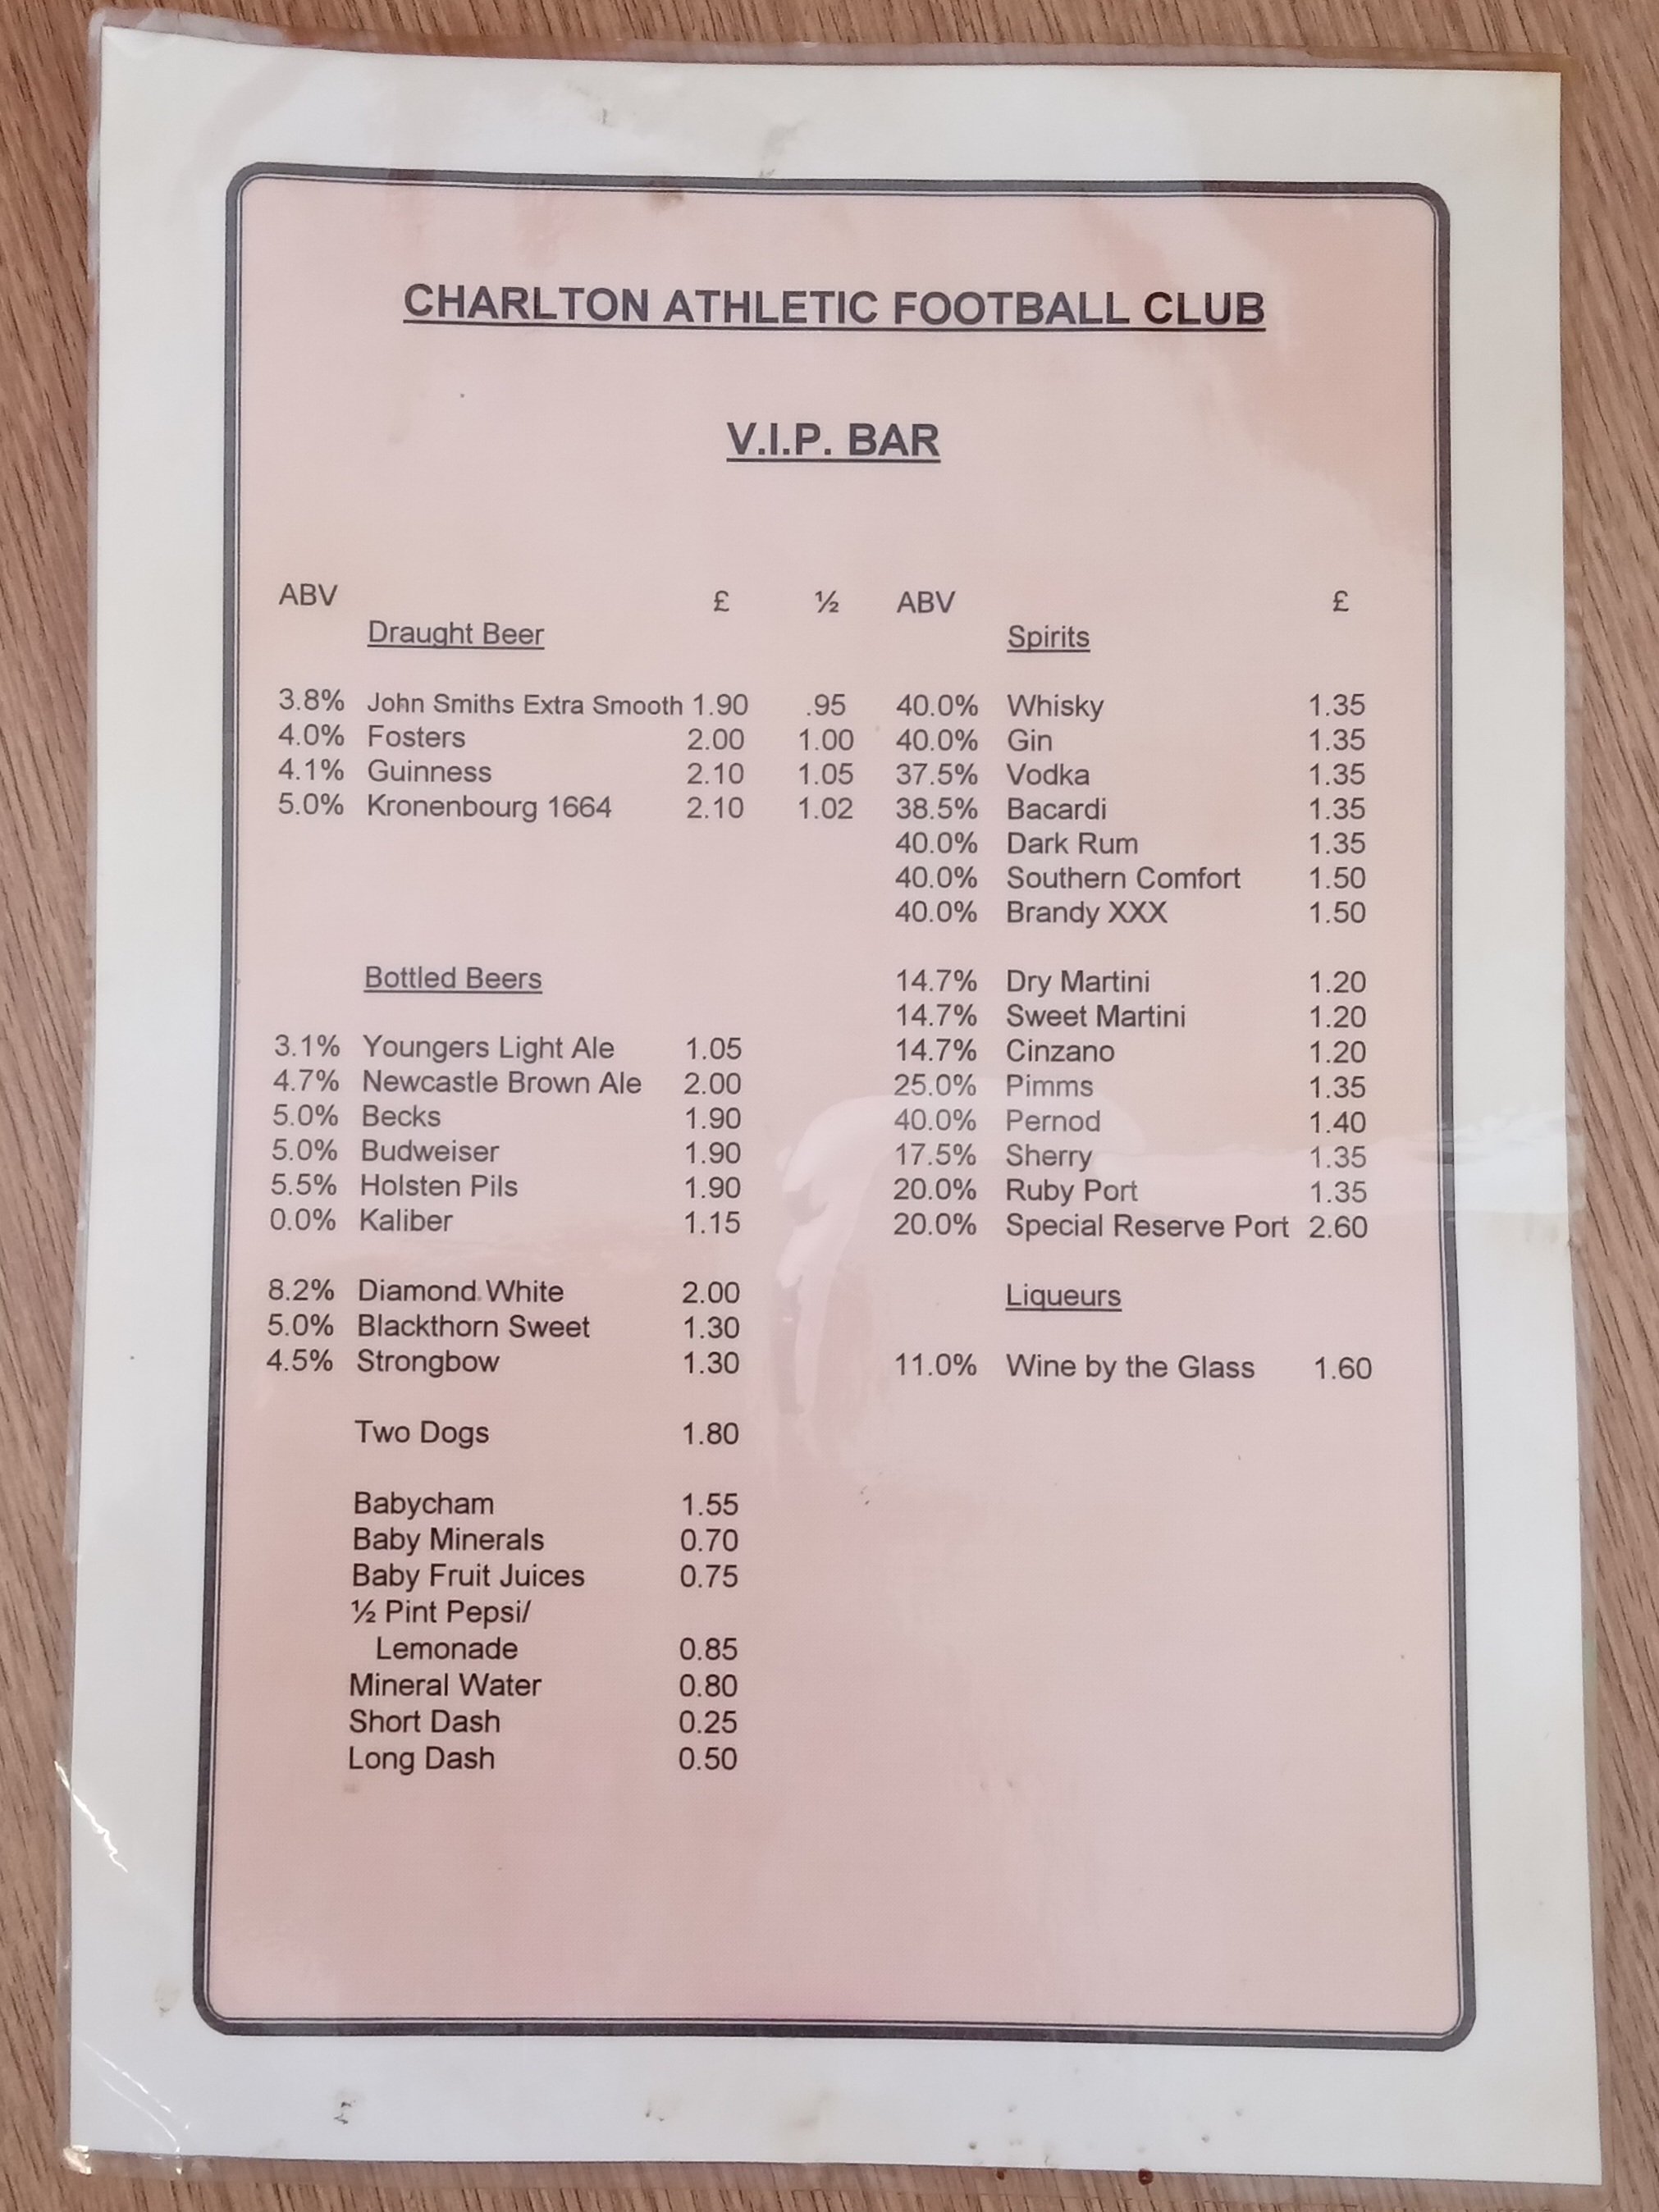 CHARLTON ATHLETIC FOOTBALL CLUB
V.I.P. BAR
ABV £ ½
Draught Beer
3.8% John Smiths Extra Smooth 1.90 .95
4.0% Fosters 2.00 1.00
4.1% Guinness 2.10 1.05
5.0% Kronenbourg 1664 2.10 1.02
Bottled Beers
3.1% Youngers Light Ale 1.05
4.7% Newcastle Brown Ale 2.00
5.0% Becks 1.90
5.0% Budweiser 1.90
5.5% Holsten Pils 1.90
0.0% Kaliber 1.15
8.2% Diamond White 2.00
5.0% Blackthorn Sweet 1.30
4.5% Strongbow 1.30
Two Dogs 1.80
Babycham 1.55
Baby Minerals 0.70
Baby Fruit Juices 0.75
½ Pint Pepsi/
Lemonade 0.85
Mineral Water 0.80
Short Dash 0.25
Long Dash 0.50
ABV £
Spirits
40.0% Whisky 1.35
40.0% Gin 1.35
37.5% Vodka 1.35
38.5% Bacardi 1.35
40.0% Dark Rum 1.35
40.0% Southern Comfort 1.50
40.0% Brandy XXX 1.50
14.7% Dry Martini 1.20
14.7% Sweet Martini 1.20
14.7% Cinzano 1.20
25.0% Pimms 1.35
40.0% Pernod 1.40
17.5% Sherry 1.35
20.0% Ruby Port 1.35
20.0% Special Reserve Port 2.60
Liqueurs
11.0% Wine by the Glass 1.60